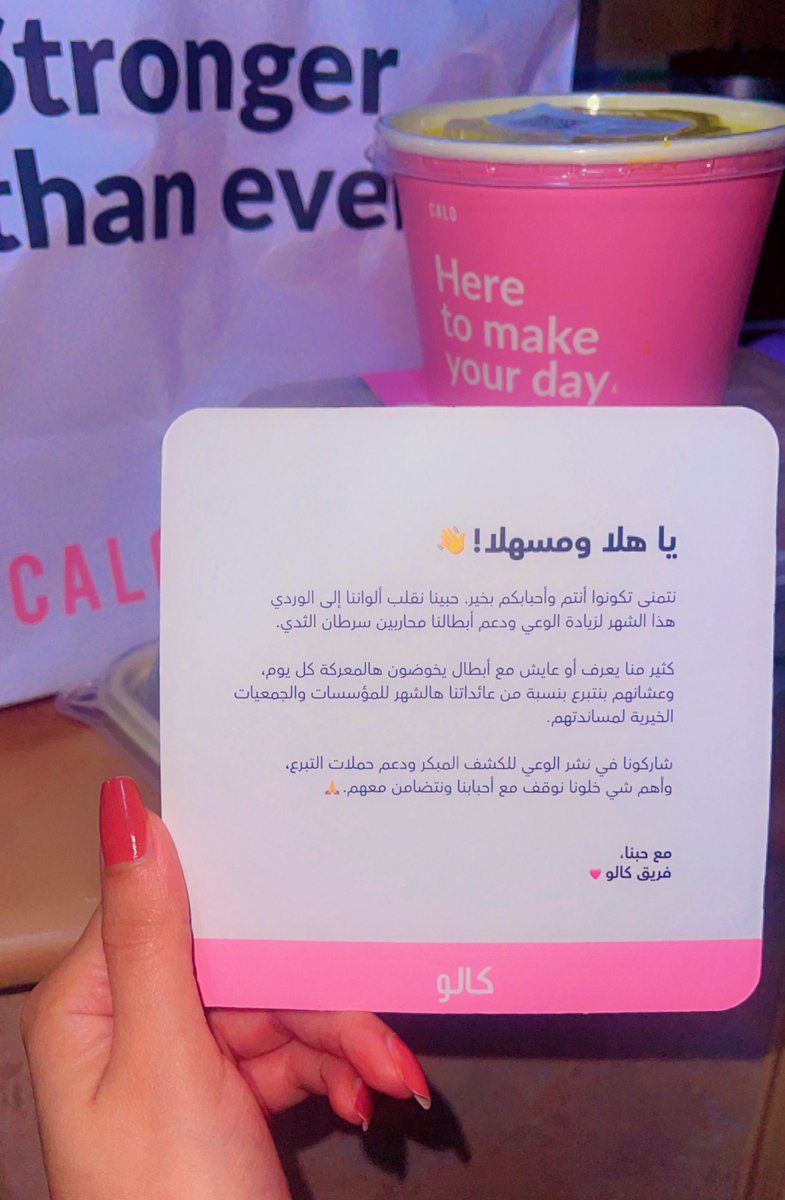 Stronger
than ever
CALO
CALO
Here
to make
your day
يا هلا ومسهلا! 👋
نتمنى تكونوا أنتم وأحبابكم بخير. حبينا نقلب ألواننا إلى الوردي
هذا الشهر لزيادة الوعي ودعم أبطالنا محاربين سرطان الثدي.
كثير منا يعرف أو عايش مع أبطال يخوضون هالمعركة كل يوم،
وعشانهم بنتبرع بنسبة من عائداتنا هالشهر للمؤسسات والجمعيات
الخيرية لمساندتهم.
شاركونا في نشر الوعي للكشف المبكر ودعم حملات التبرع،
وأهم شي خلونا نوقف مع أحبابنا ونتضامن معهم.🙏
مع حبنا،
فريق كالو 💗
كالو